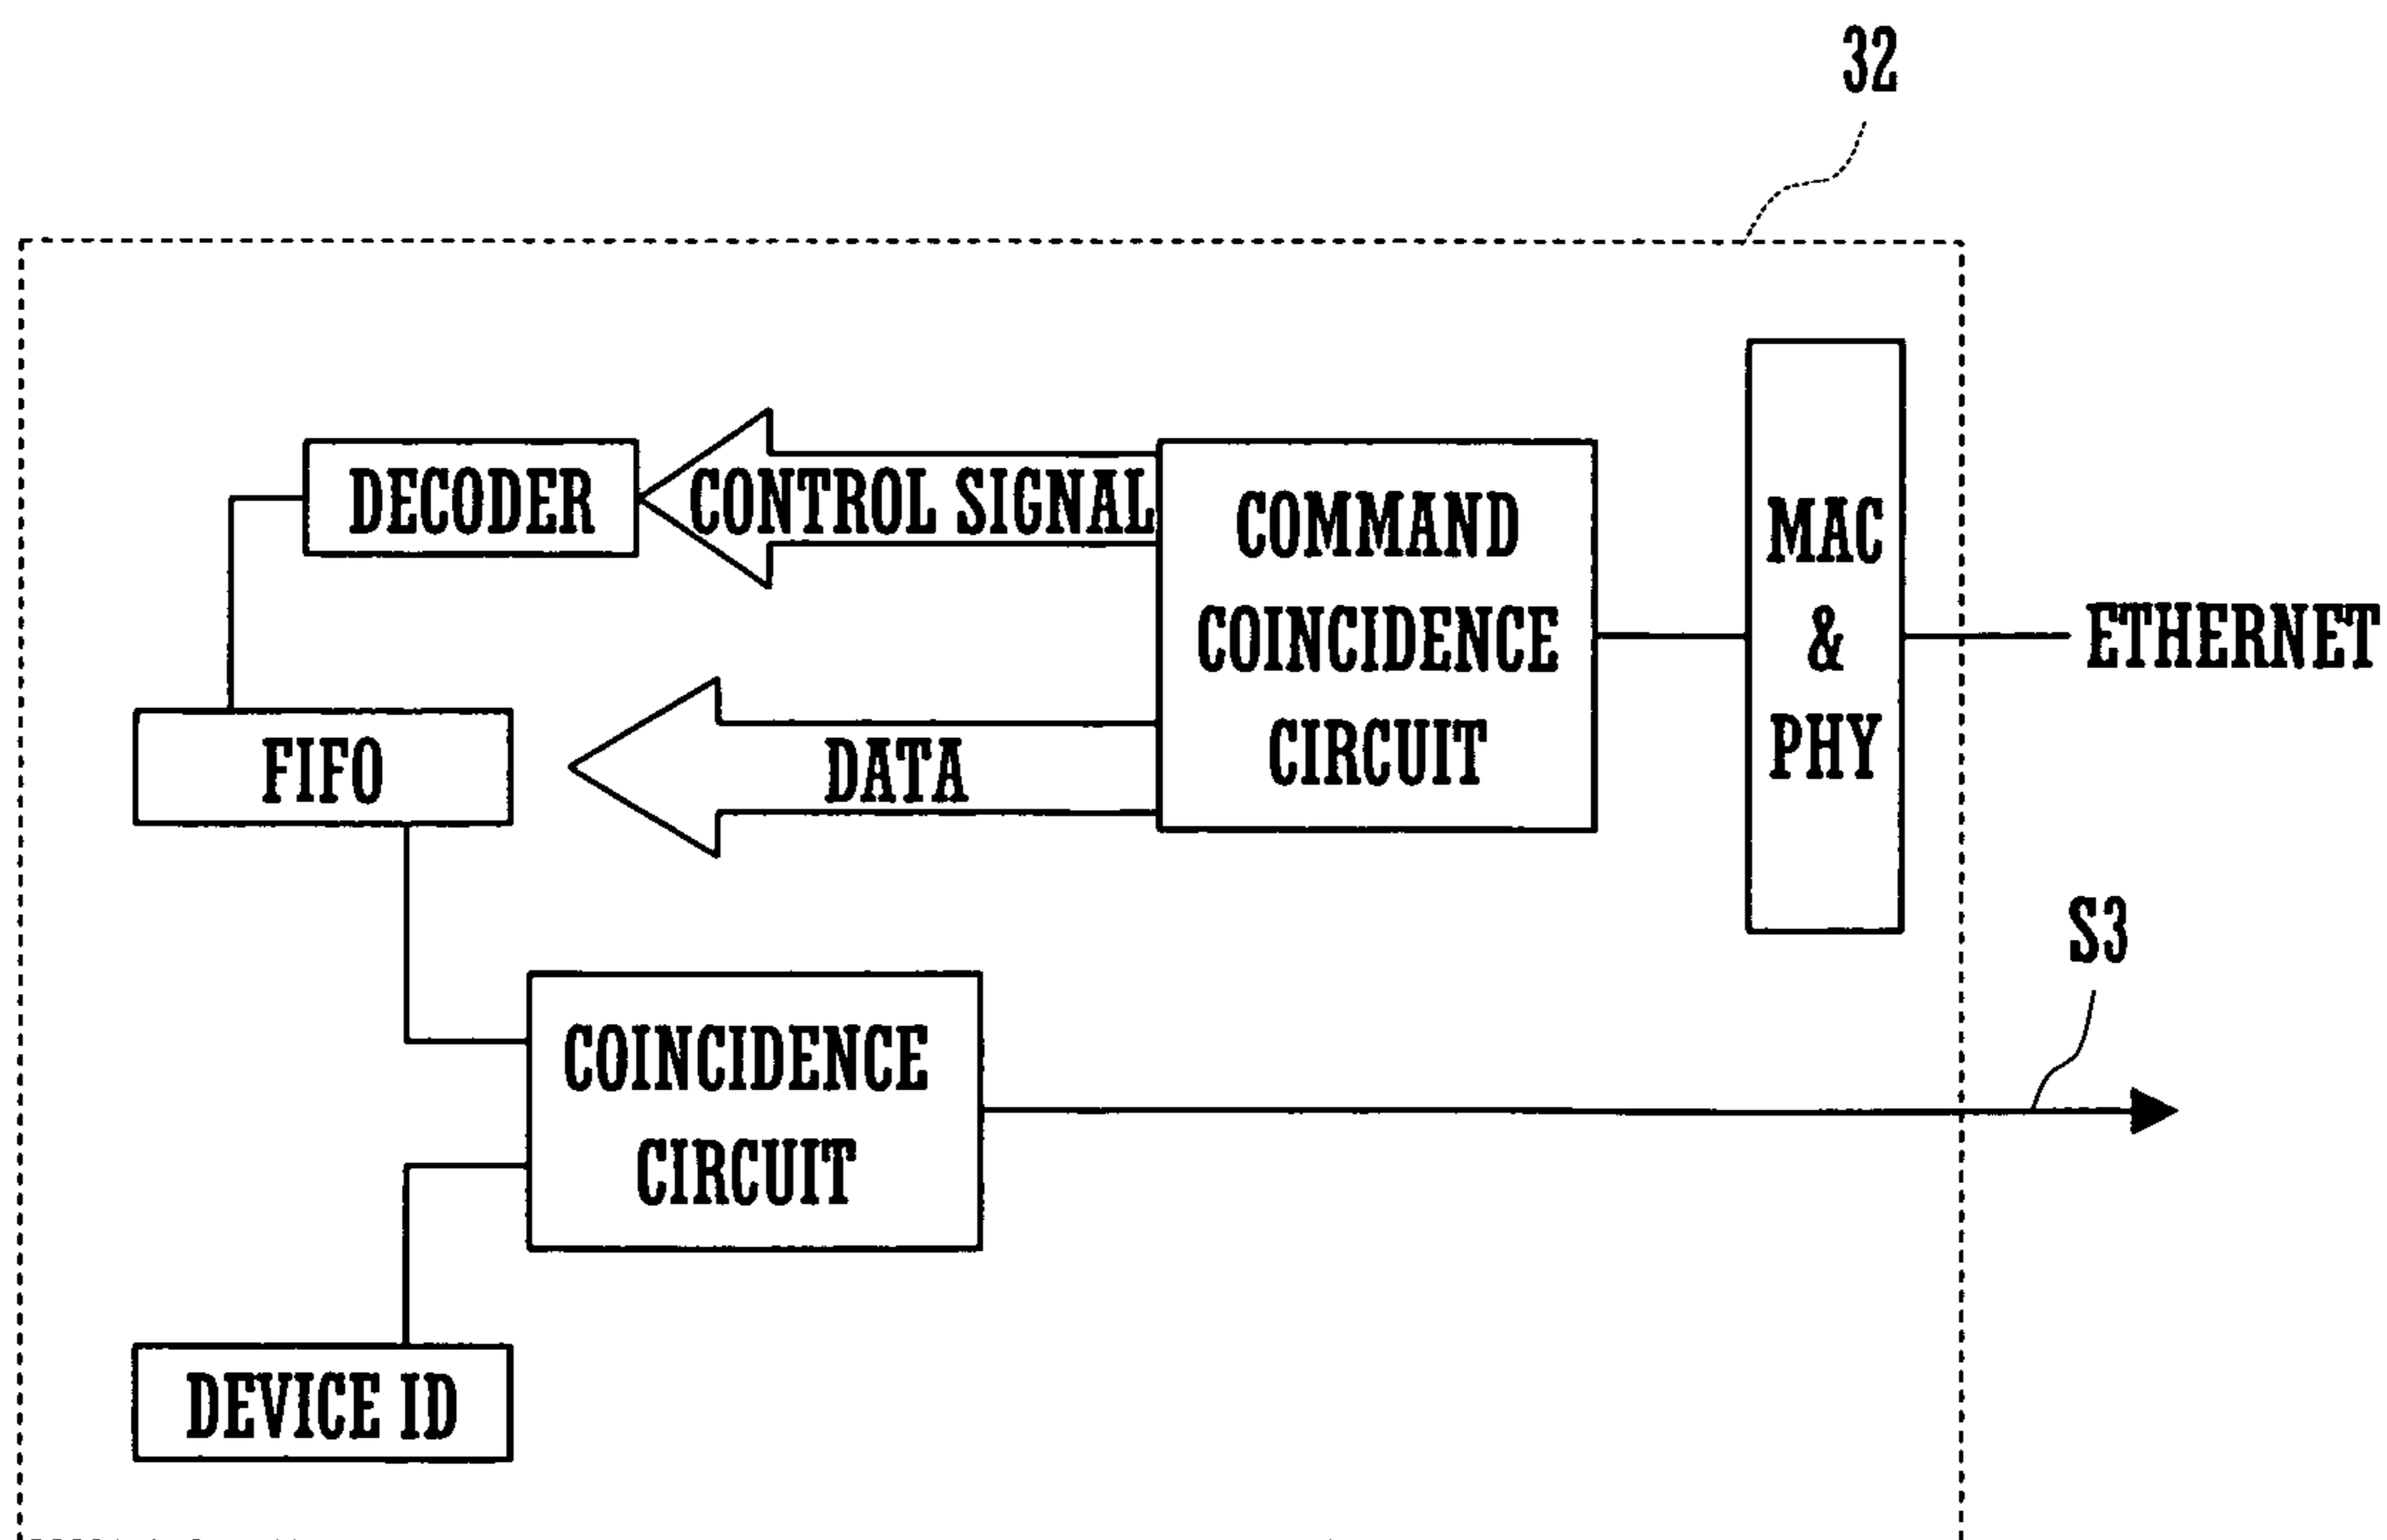 32
DECODER
CONTROL SIGNAL
COMMAND
COINCIDENCE
CIRCUIT
MAC
&
PHY
ETHERNET
FIFO
DATA
S3
COINCIDENCE
CIRCUIT
DEVICE ID